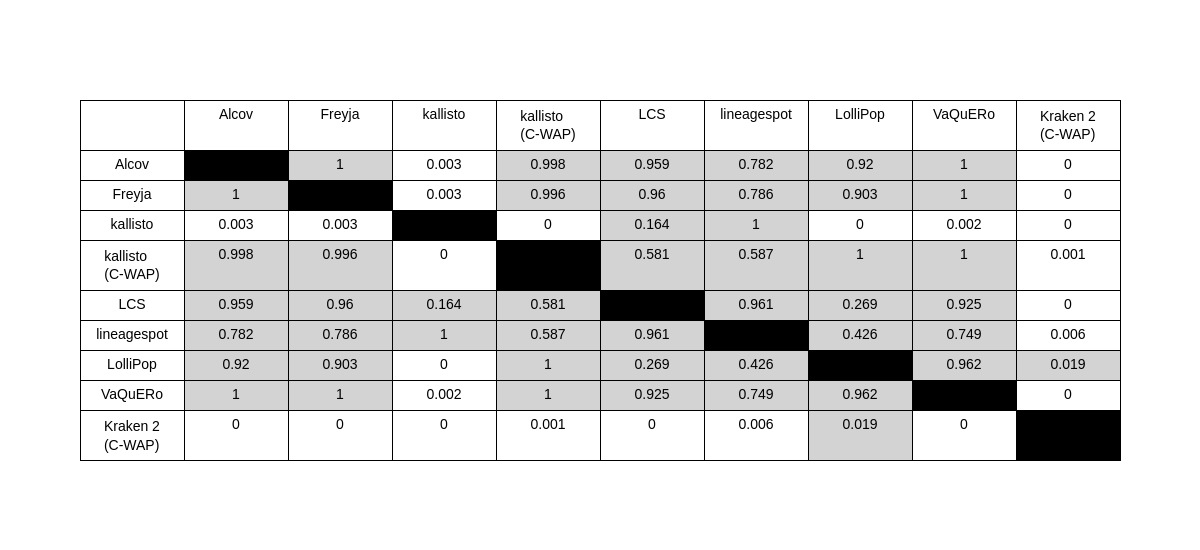 Alcov Freyja kallisto kallisto (C-WAP) LCS lineagespot LolliPop VaQuERo Kraken 2 (C-WAP)
Alcov 1 0.003 0.998 0.959 0.782 0.92 1 0
Freyja 1 0.003 0.996 0.96 0.786 0.903 1 0
kallisto 0.003 0.003 0 0.164 1 0 0.002 0
kallisto (C-WAP) 0.998 0.996 0 0.581 0.587 1 1 0.001
LCS 0.959 0.96 0.164 0.581 0.961 0.269 0.925 0
lineagespot 0.782 0.786 1 0.587 0.961 0.426 0.749 0.006
LolliPop 0.92 0.903 0 1 0.269 0.426 0.962 0.019
VaQuERo 1 1 0.002 1 0.925 0.749 0.962 0
Kraken 2 (C-WAP) 0 0 0 0.001 0 0.006 0.019 0